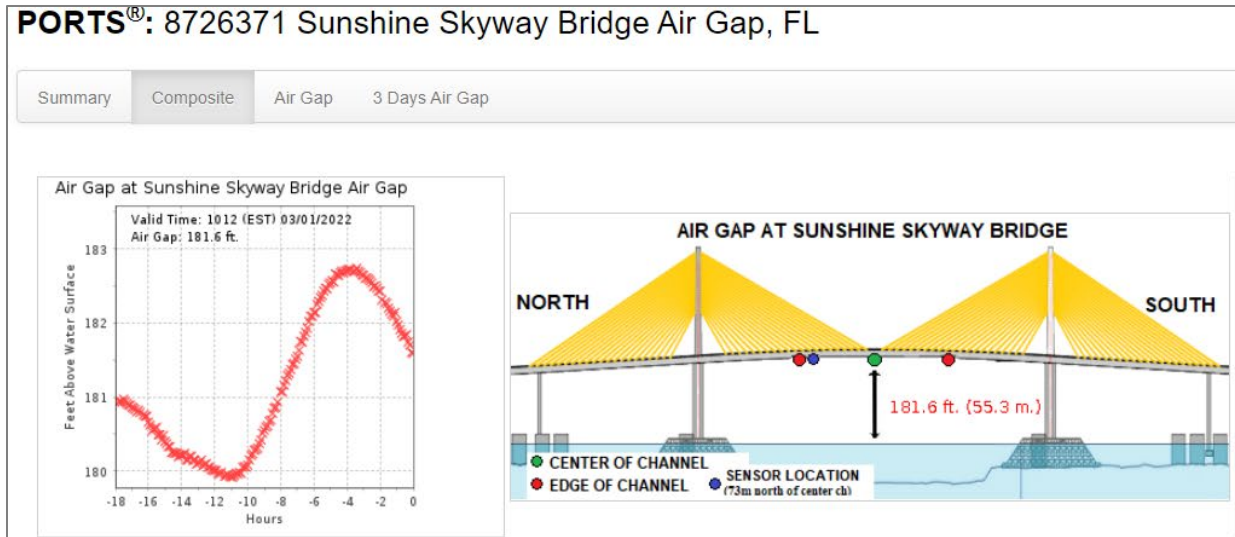 PORTS®: 8726371 Sunshine Skyway Bridge Air Gap, FL
Summary Composite Air Gap 3 Days Air Gap
Air Gap at Sunshine Skyway Bridge Air Gap
Valid Time: 1012 (EST) 03/01/2022
Air Gap: 181.6 ft.
Feet Above Water Surface
183
182
181
180
-18 -16 -14 -12 -10 -8 -6 -4 -2 0
Hours
AIR GAP AT SUNSHINE SKYWAY BRIDGE
NORTH
SOUTH
181.6 ft. (55.3 m.)
CENTER OF CHANNEL
EDGE OF CHANNEL
SENSOR LOCATION
(73m north of center ch)